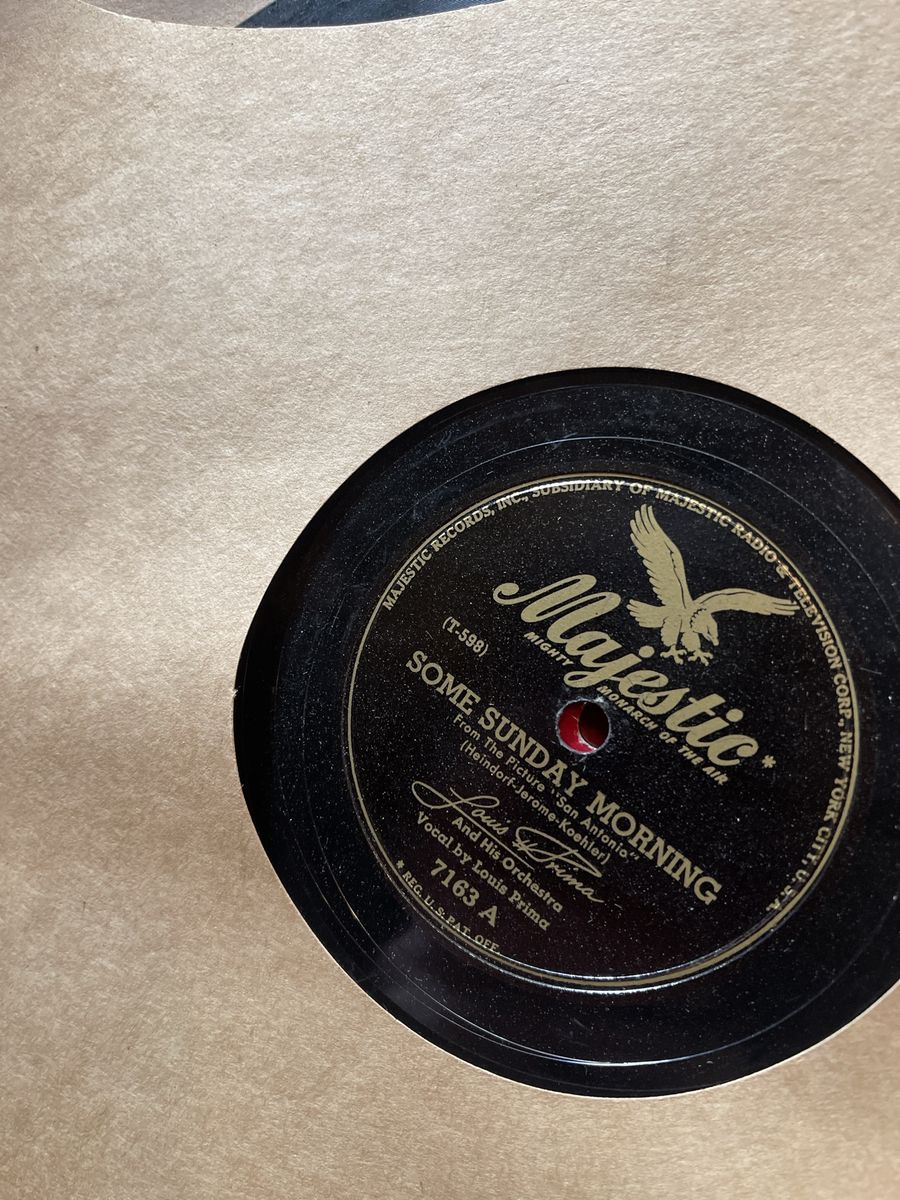 MAJESTIC RECORDS, INC., SUBSIDIARY OF MAJESTIC RADIO & TELEVISION CORP., NEW YORK CITY, U.S.A.
Majestic*
MIGHTY MONARCH OF THE AIR
(T-598)
SOME SUNDAY MORNING
From The Picture "San Antonio"
(Heindorf-Jerome-Koehler)
Louis Prima
And His Orchestra
Vocal by Louis Prima
7163 A
* REG. U. S. PAT. OFF.